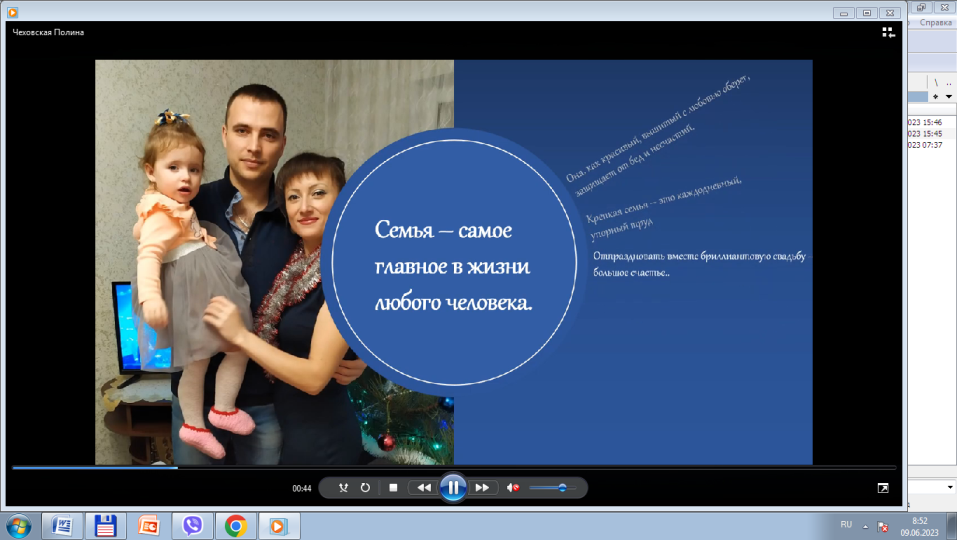 Справка
Чеховская Полина
\ ..
Она, как красивый, вышитый с любовью оберег,
защищает от бед и несчастий.
023 15:46
023 15:45
023 07:37
Крепкая семья -- это каждодневный,
упорный труд
Семья – самое
главное в жизни
любого человека.
Отпраздновать вместе бриллиантовую свадьбу –
большое счастье..
00:44
RU
8:52
09.06.2023